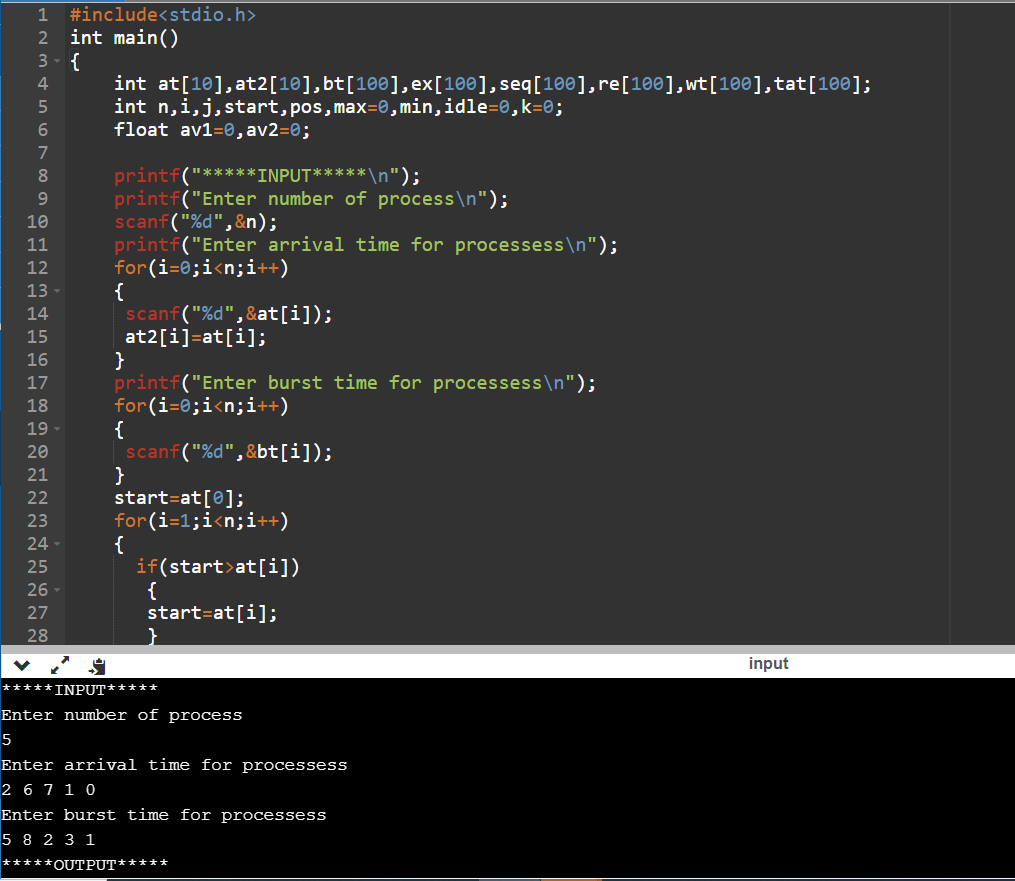 1 #include<stdio.h>
2 int main()
3 {
4 int at[10],at2[10],bt[100],ex[100],seq[100],re[100],wt[100],tat[100];
5 int n,i,j,start,pos,max=0,min,idle=0,k=0;
6 float av1=0,av2=0;
7
8 printf("*****INPUT*****\n");
9 printf("Enter number of process\n");
10 scanf("%d",&n);
11 printf("Enter arrival time for processess\n");
12 for(i=0;i<n;i++)
13 {
14 scanf("%d",&at[i]);
15 at2[i]=at[i];
16 }
17 printf("Enter burst time for processess\n");
18 for(i=0;i<n;i++)
19 {
20 scanf("%d",&bt[i]);
21 }
22 start=at[0];
23 for(i=1;i<n;i++)
24 {
25 if(start>at[i])
26 {
27 start=at[i];
28 }
input
*****INPUT*****
Enter number of process
5
Enter arrival time for processess
2 6 7 1 0
Enter burst time for processess
5 8 2 3 1
*****OUTPUT*****